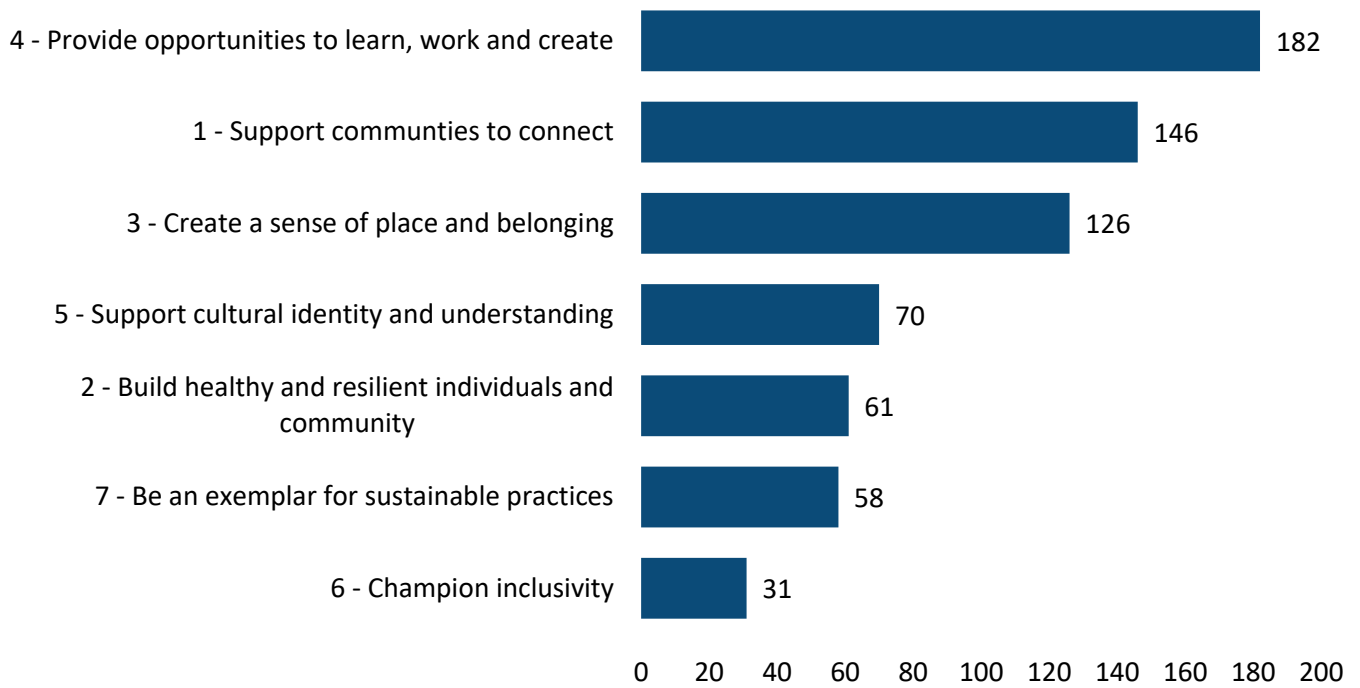 4 - Provide opportunities to learn, work and create
182
1 - Support communties to connect
146
3 - Create a sense of place and belonging
126
5 - Support cultural identity and understanding
70
2 - Build healthy and resilient individuals and
community
61
7 - Be an exemplar for sustainable practices
58
6 - Champion inclusivity
31
0 20 40 60 80 100 120 140 160 180 200